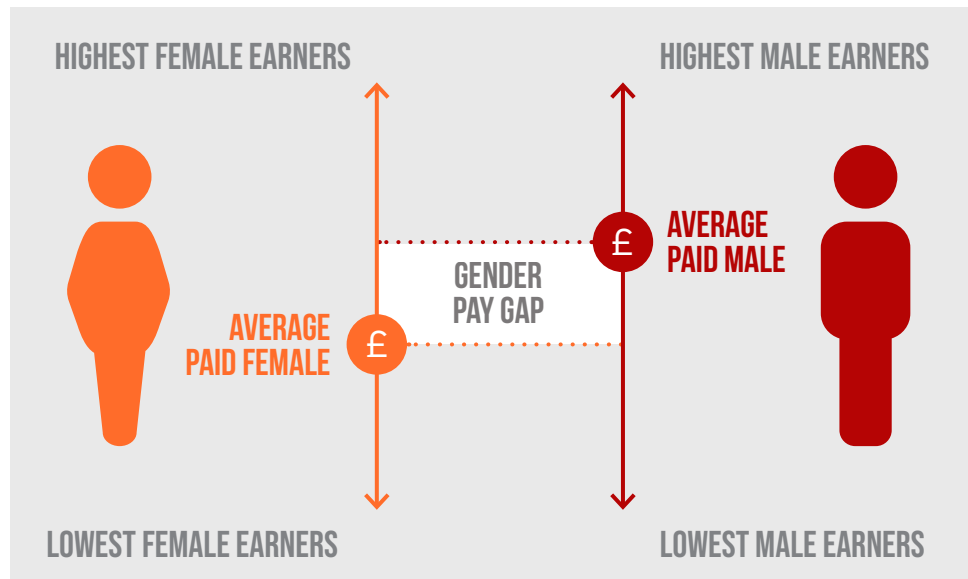 HIGHEST FEMALE EARNERS
HIGHEST MALE EARNERS
£
AVERAGE
PAID MALE
GENDER
PAY GAP
AVERAGE
PAID FEMALE
£
LOWEST FEMALE EARNERS
LOWEST MALE EARNERS